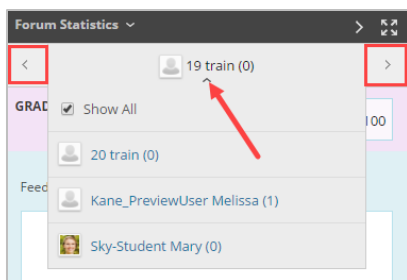 Forum Statistics
19 train (0)
GRAD
Show All
100
20 train (0)
Feed
Kane_PreviewUser Melissa (1)
Sky-Student Mary (0)